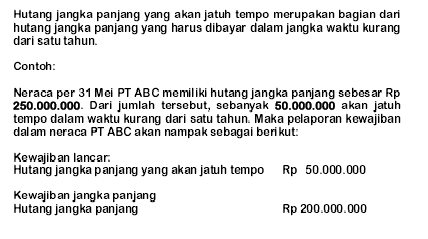 Hutang jangka panjang yang akan jatuh tempo merupakan bagian dari
hutang jangka panjang yang harus dibayar dalam jangka waktu kurang
dari satu tahun.
Contoh:
Neraca per 31 Mei PT ABC memiliki hutang jangka panjang sebesar Rp
250.000.000. Dari jumlah tersebut, sebanyak 50.000.000 akan jatuh
tempo dalam waktu kurang dari satu tahun. Maka pelaporan kewajiban
dalam neraca PT ABC akan nampak sebagai berikut:
Kewajiban lancar:
Hutang jangka panjang yang akan jatuh tempo Rp 50.000.000
Kewajiban jangka panjang
Hutang jangka panjang Rp 200.000.000